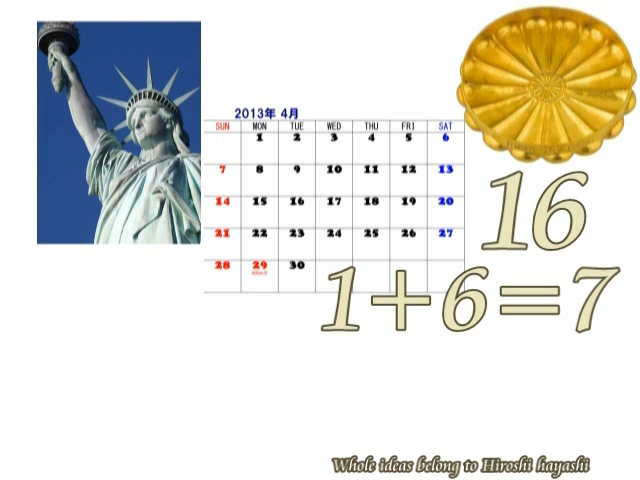 2013年 4月
SUN MON TUE WED THU FRI SAT
1 2 3 4 5 6
7 8 9 10 11 12 13
14 15 16 17 18 19 20
21 22 23 24 25 26 27
28 29 30
16
1+6=7
Whole ideas belong to Hiroshi hayashi